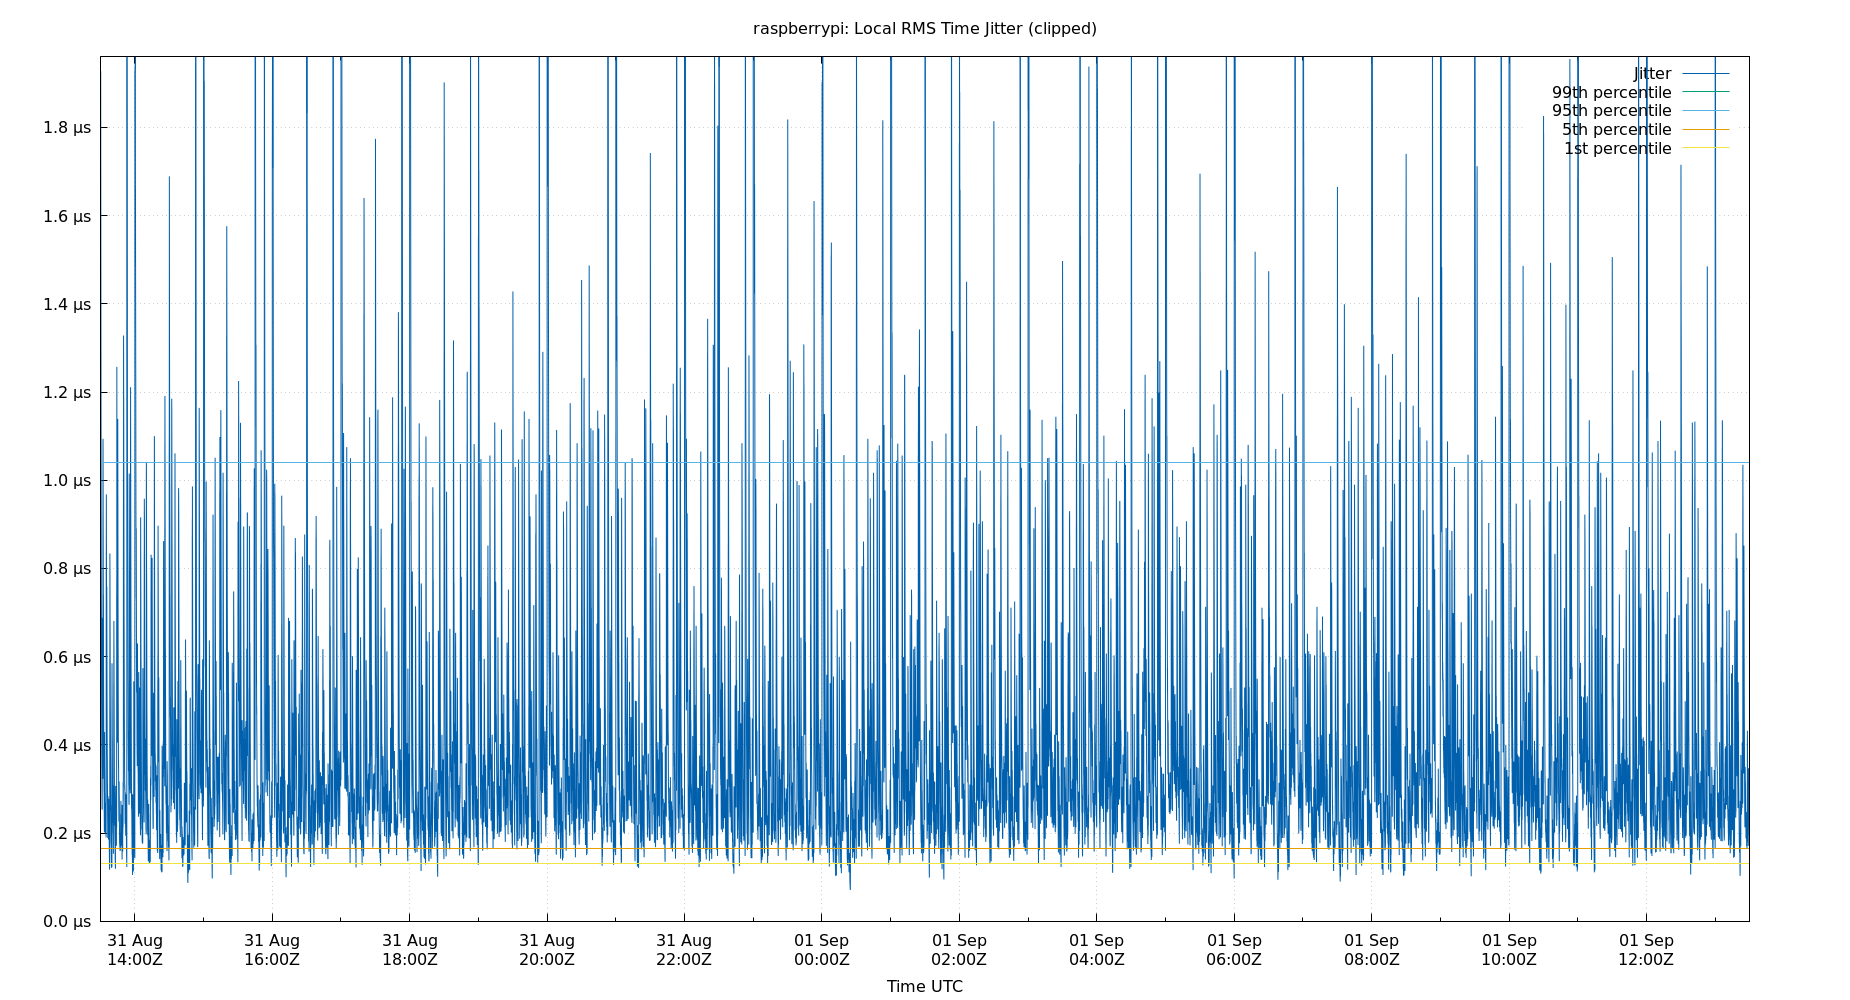 raspberrypi: Local RMS Time Jitter (clipped)
Jitter
99th percentile
95th percentile
5th percentile
1st percentile
1.8 µs
1.6 µs
1.4 µs
1.2 µs
1.0 µs
0.8 µs
0.6 µs
0.4 µs
0.2 µs
0.0 µs
31 Aug 31 Aug 31 Aug 31 Aug 31 Aug 01 Sep 01 Sep 01 Sep 01 Sep 01 Sep 01 Sep 01 Sep
14:00Z 16:00Z 18:00Z 20:00Z 22:00Z 00:00Z 02:00Z 04:00Z 06:00Z 08:00Z 10:00Z 12:00Z
Time UTC